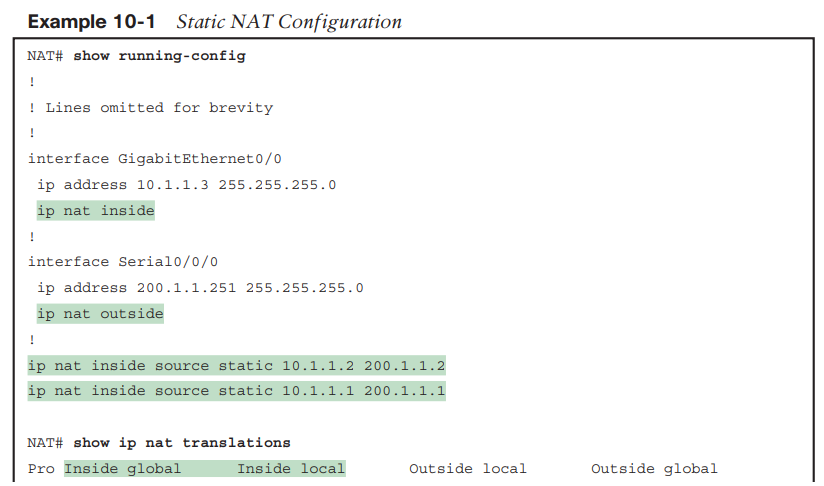 Example 10-1 Static NAT Configuration
NAT# show running-config
!
! Lines omitted for brevity
!
interface GigabitEthernet0/0
ip address 10.1.1.3 255.255.255.0
ip nat inside
!
interface Serial0/0/0
ip address 200.1.1.251 255.255.255.0
ip nat outside
!
ip nat inside source static 10.1.1.2 200.1.1.2
ip nat inside source static 10.1.1.1 200.1.1.1
NAT# show ip nat translations
Pro Inside global Inside local Outside local Outside global